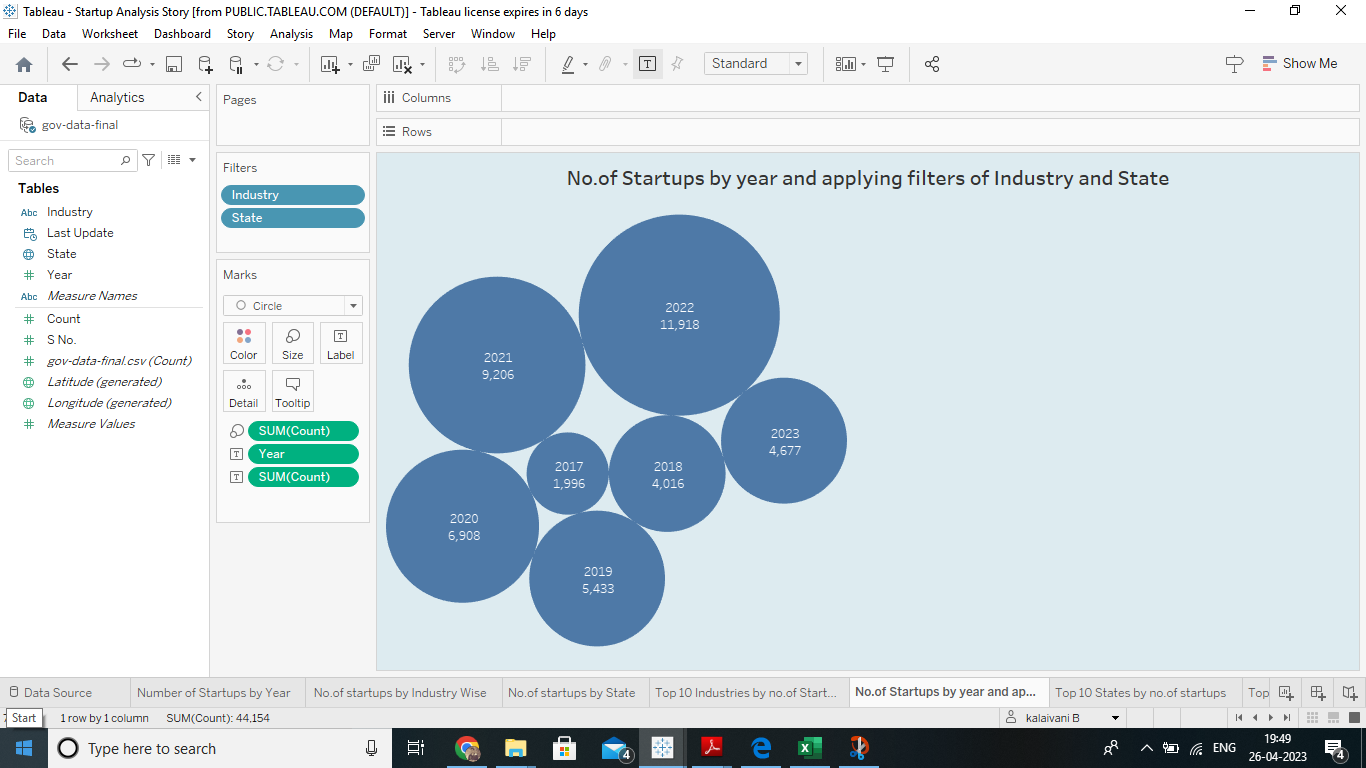 Tableau - Startup Analysis Story [from PUBLIC.TABLEAU.COM (DEFAULT)] - Tableau license expires in 6 days
File Data Worksheet Dashboard Story Analysis Map Format Server Window Help
Standard
Show Me
Data Analytics
gov-data-final
Search
Tables
Abc Industry
Last Update
State
Year
Abc Measure Names
Count
S No.
gov-data-final.csv (Count)
Latitude (generated)
Longitude (generated)
Measure Values
Pages
Filters
Industry
State
Marks
Circle
Color Size Label
Detail Tooltip
SUM(Count)
Year
SUM(Count)
Columns
Rows
No.of Startups by year and applying filters of Industry and State
2022
11,918
2021
9,206
2023
4,677
2017
1,996
2018
4,016
2020
6,908
2019
5,433
Data Source Number of Startups by Year No.of startups by Industry Wise No.of startups by State Top 10 Industries by no.of Start... No.of Startups by year and ap... Top 10 States by no.of startups Top
Start 1 row by 1 column SUM(Count): 44,154 kalaivani B
Type here to search
4
ENG
19:49
26-04-2023
4